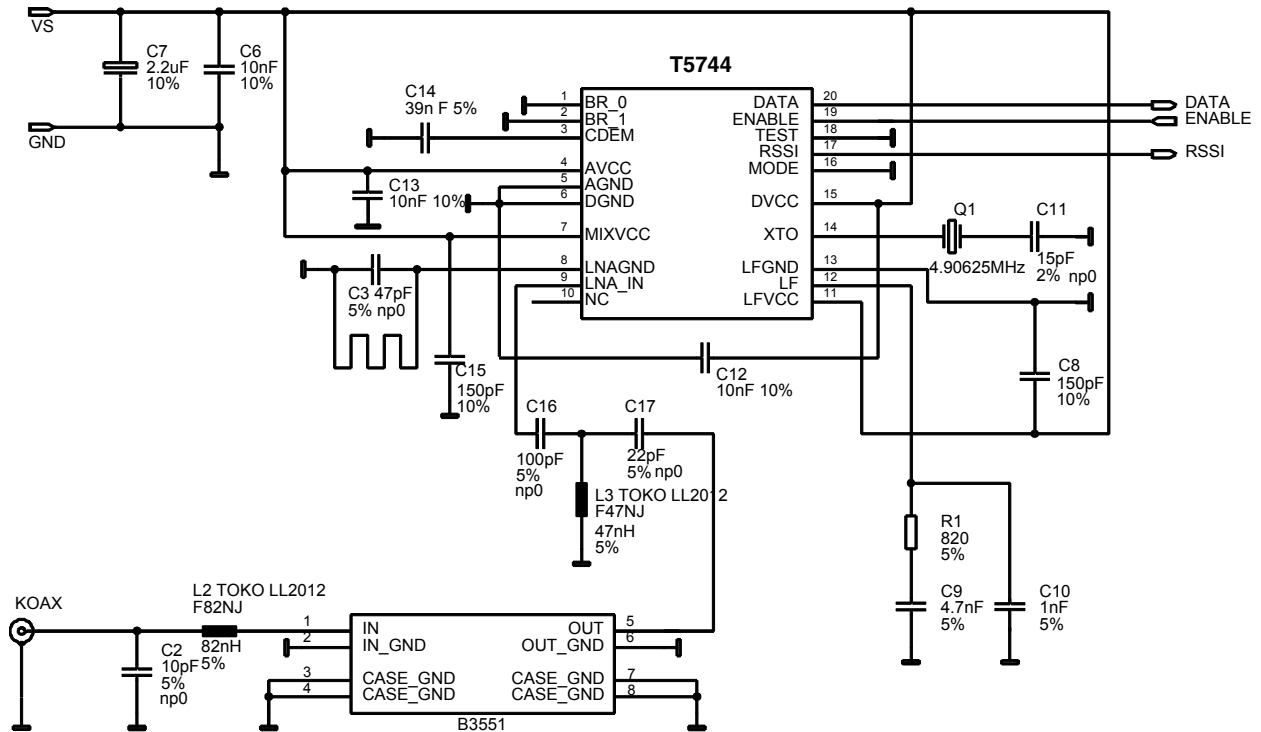 VS
C7
2.2uF
10%
C6
10nF
10%
GND
T5744
C14
39n F 5%
1 BR_0
2 BR_1
3 CDEM
4 AVCC
5 AGND
6 DGND
7 MIXVCC
8 LNAGND
9 LNA_IN
10 NC
DATA 20
ENABLE 19
TEST 18
RSSI 17
MODE 16
DVCC 15
XTO 14
LFGND 13
LF 12
LFVCC 11
DATA
ENABLE
RSSI
C13
10nF 10%
Q1
4.90625MHz
C11
15pF
2% np0
C3 47pF
5% np0
C15
150pF
10%
C12
10nF 10%
C8
150pF
10%
C16
100pF
5%
np0
C17
22pF
5% np0
L3 TOKO LL2012
F47NJ
47nH
5%
R1
820
5%
C9
4.7nF
5%
C10
1nF
5%
KOAX
L2 TOKO LL2012
F82NJ
82nH
5%
C2
10pF
5%
np0
1 IN
2 IN_GND
3 CASE_GND
4 CASE_GND
OUT 5
OUT_GND 6
CASE_GND 7
CASE_GND 8
B3551